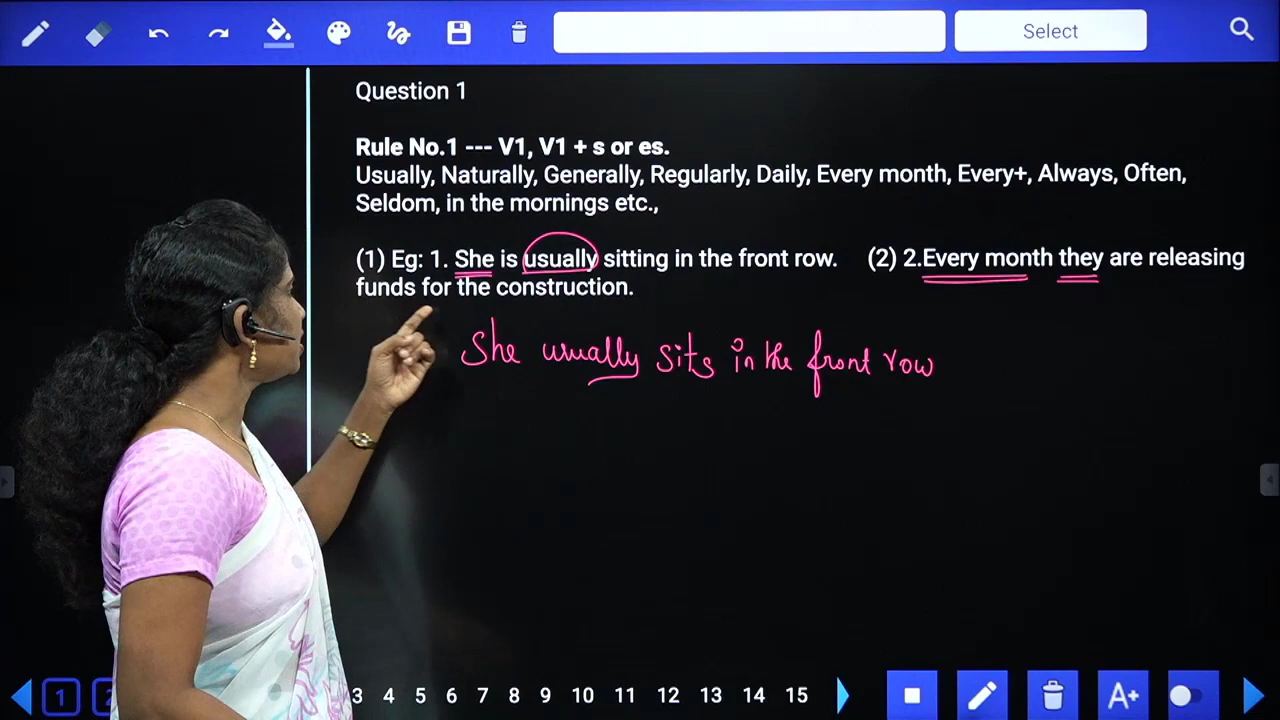 Select
Question 1
Rule No.1 --- V1, V1 + s or es.
Usually, Naturally, Generally, Regularly, Daily, Every month, Every+, Always, Often,
Seldom, in the mornings etc.,
(1) Eg: 1. She is usually sitting in the front row. (2) 2.Every month they are releasing
funds for the construction.
She usually sits in the front row
1 2 3 4 5 6 7 8 9 10 11 12 13 14 15 A+